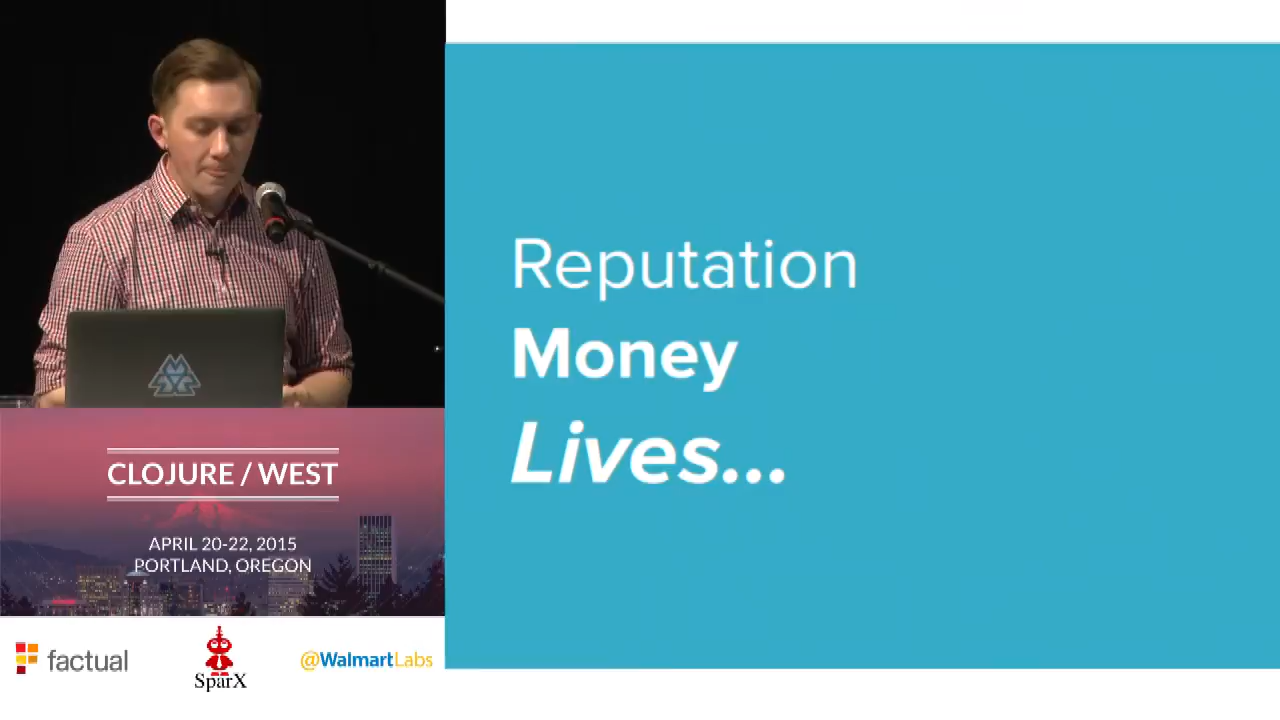 Reputation
Money
Lives...
CLOJURE / WEST
APRIL 20-22, 2015
PORTLAND, OREGON
factual
SparX
@WalmartLabs